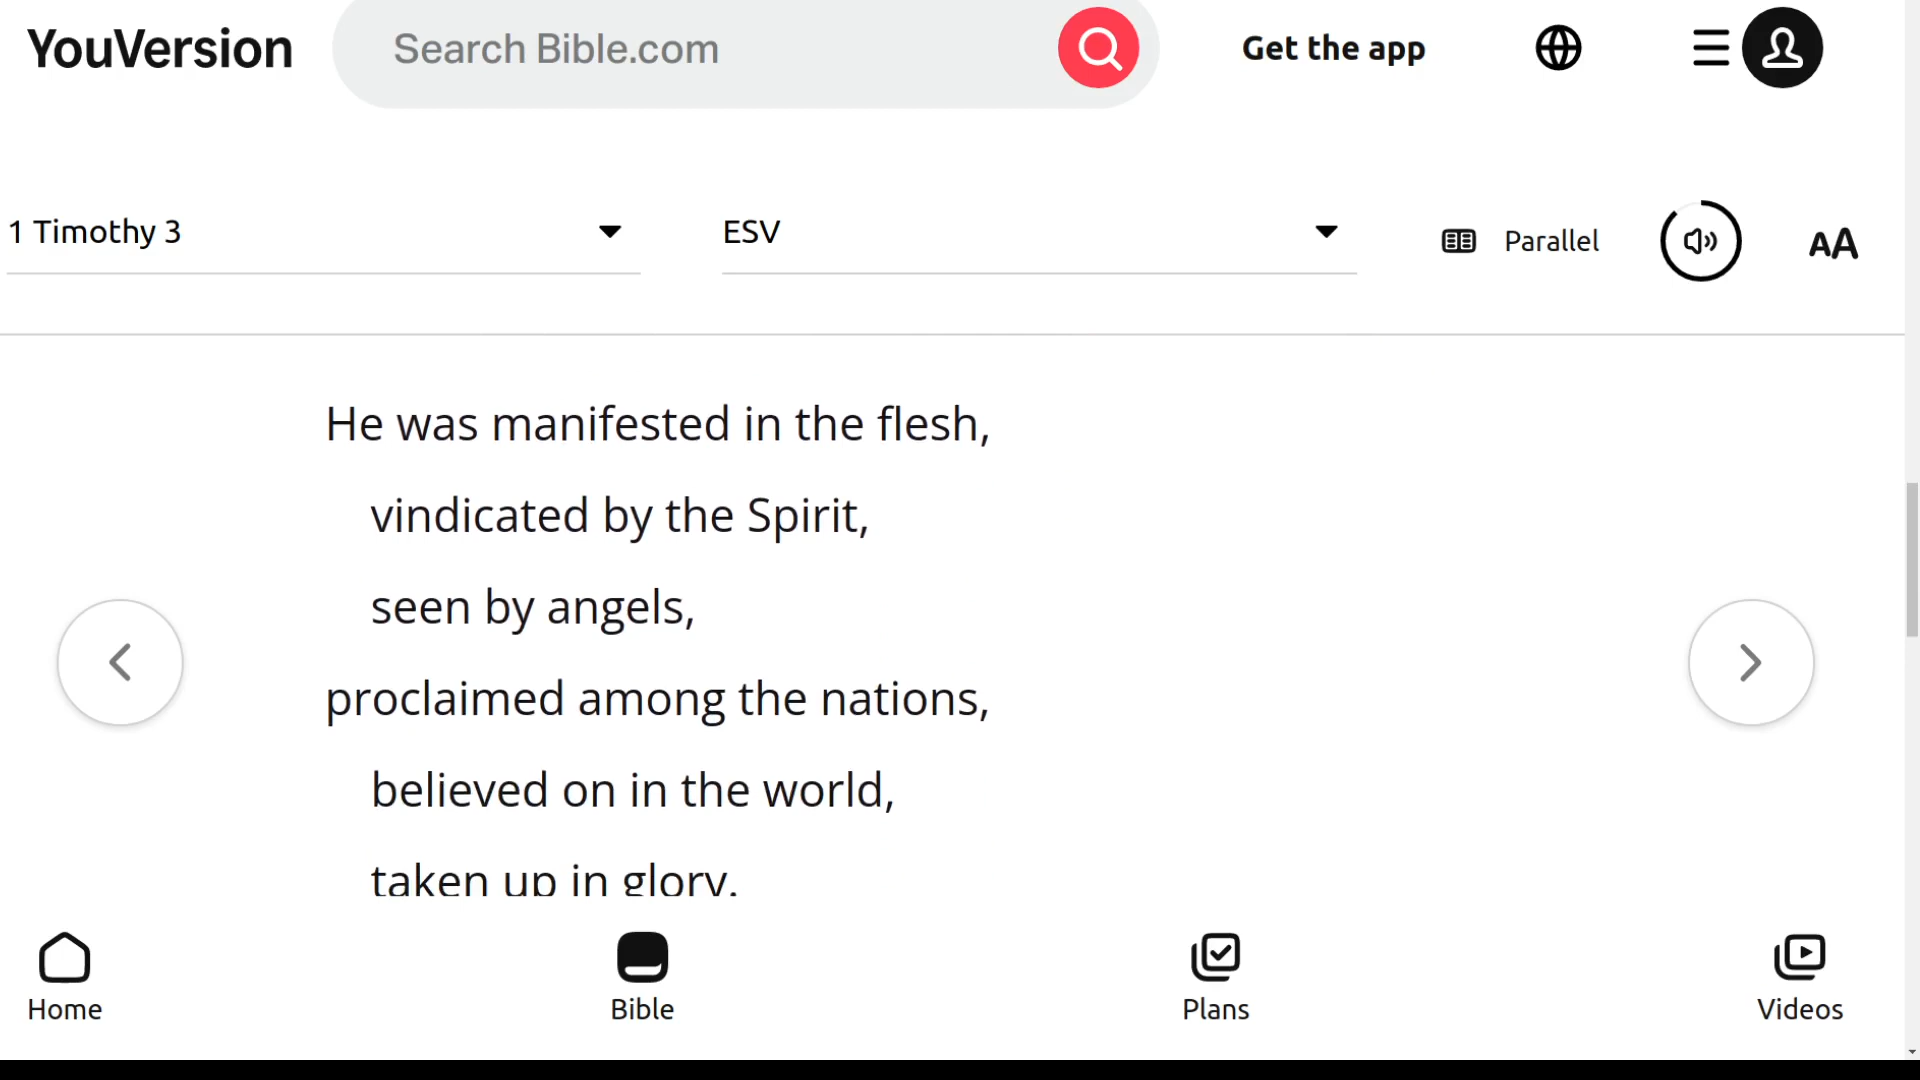 YouVersion
Search Bible.com
Get the app
1 Timothy 3
ESV
Parallel
AA
He was manifested in the flesh,
vindicated by the Spirit,
seen by angels,
proclaimed among the nations,
believed on in the world,
taken up in glory.
Home
Bible
Plans
Videos